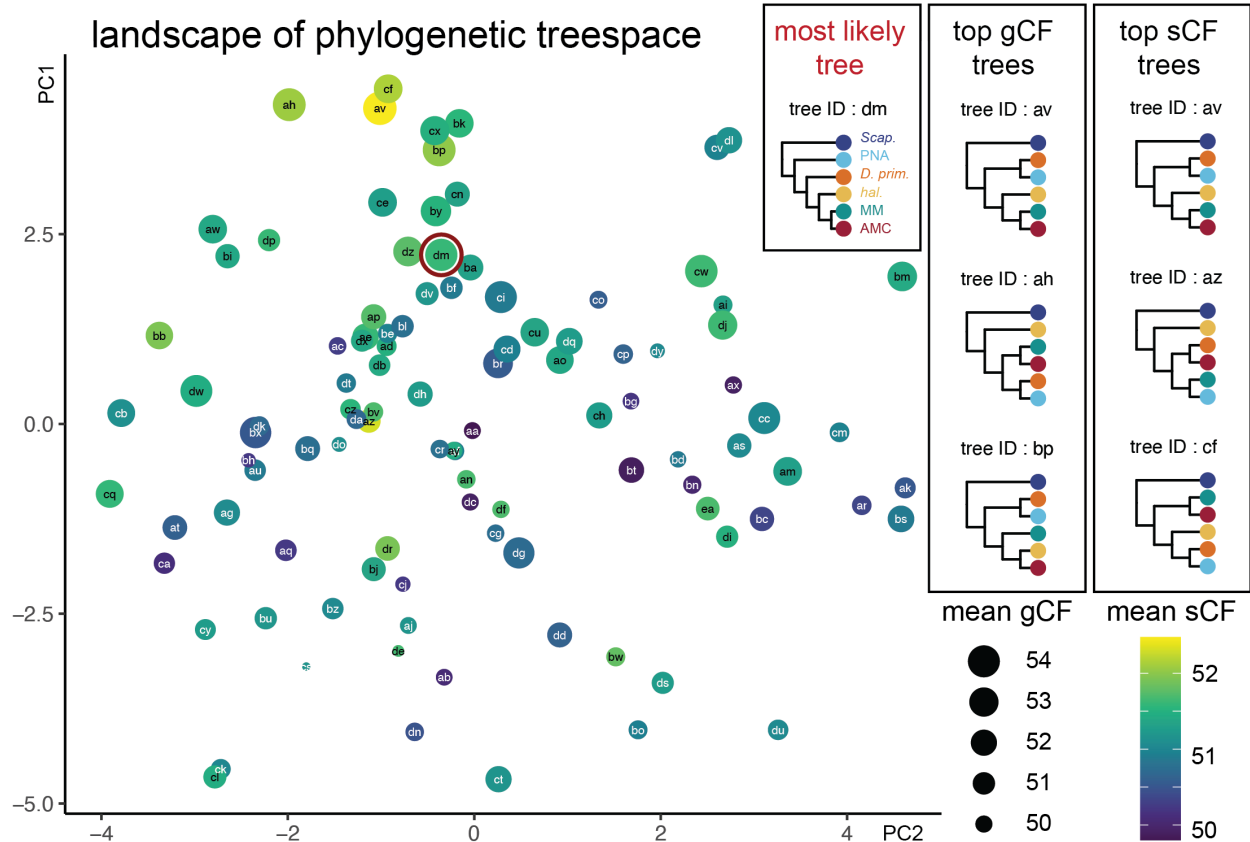 landscape of phylogenetic treespace
PC1
2.5
0.0
−2.5
−5.0
−4
−2
0
2
4
PC2
cf
ah
av
cx
bk
bp
cv
dl
ce
cn
by
aw
bi
dp
dz
dm
ba
cw
bm
dv
bf
ci
co
ai
dj
bb
ap
bl
be
ae
dx
ad
ac
cu
cd
dq
br
ao
cp
dy
db
dt
dw
dh
ax
bg
cb
cz
bv
da
az
ch
cc
cm
dk
bx
aa
do
bq
cr
ay
as
bh
au
bd
bt
am
an
bn
cq
ak
dc
df
ea
ar
ag
at
cg
bc
bs
di
dr
aq
dg
ca
bj
cj
bz
bu
aj
cy
dd
de
bw
ab
ds
dn
bo
du
ck
cl
ct
most likely
tree
tree ID : dm
Scap.
PNA
D. prim.
hal.
MM
AMC
top gCF
trees
tree ID : av
tree ID : ah
tree ID : bp
top sCF
trees
tree ID : av
tree ID : az
tree ID : cf
mean gCF
54
53
52
51
50
mean sCF
52
51
50